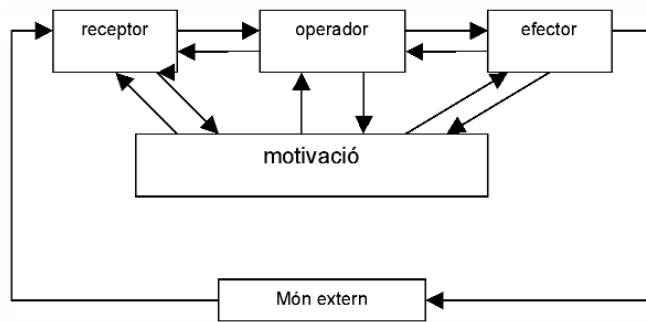 receptor
operador
efector
motivació
Món extern